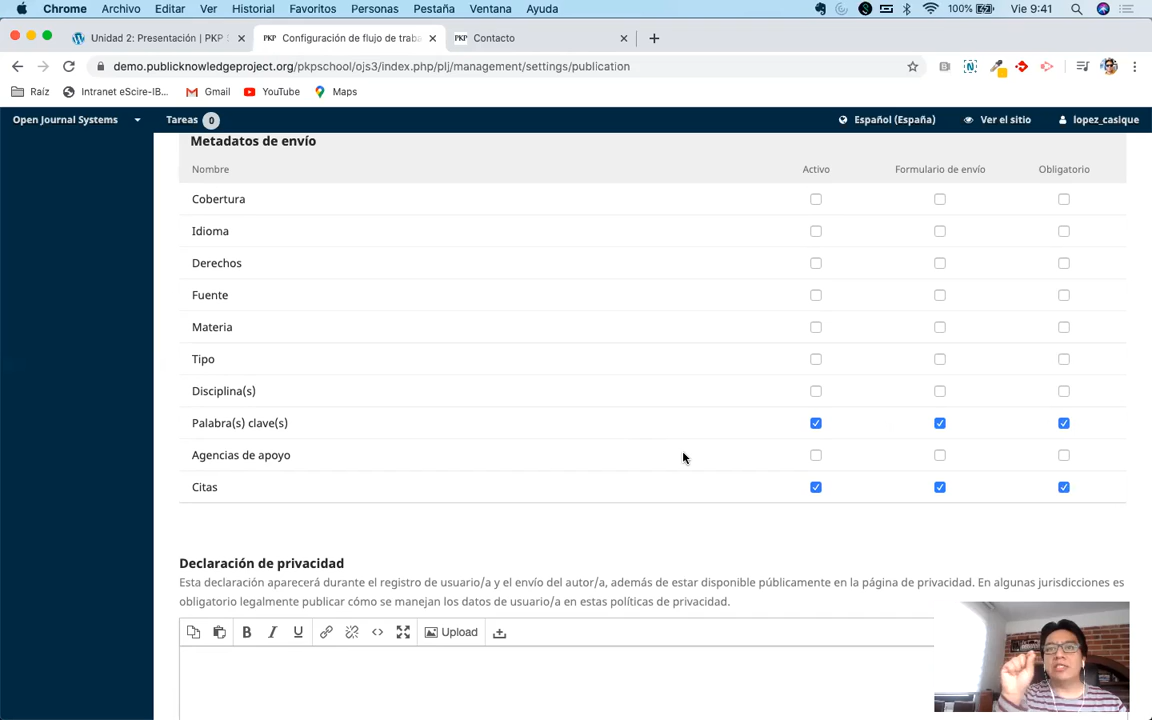 Chrome Archivo Editar Ver Historial Favoritos Personas Pestaña Ventana Ayuda 100% Vie 9:41
Unidad 2: Presentación | PKP Configuración de flujo de traba Contacto
demo.publicknowledgeproject.org/pkpschool/ojs3/index.php/plj/management/settings/publication
Raíz Intranet eScire-IB... Gmail YouTube Maps
Open Journal Systems Tareas 0 Español (España) Ver el sitio lopez_casique
Metadatos de envío
Nombre Activo Formulario de envío Obligatorio
Cobertura
Idioma
Derechos
Fuente
Materia
Tipo
Disciplina(s)
Palabra(s) clave(s)
Agencias de apoyo
Citas
Declaración de privacidad
Esta declaración aparecerá durante el registro de usuario/a y el envío del autor/a, además de estar disponible públicamente en la página de privacidad. En algunas jurisdicciones es
obligatorio legalmente publicar cómo se manejan los datos de usuario/a en estas políticas de privacidad.
B I U Upload